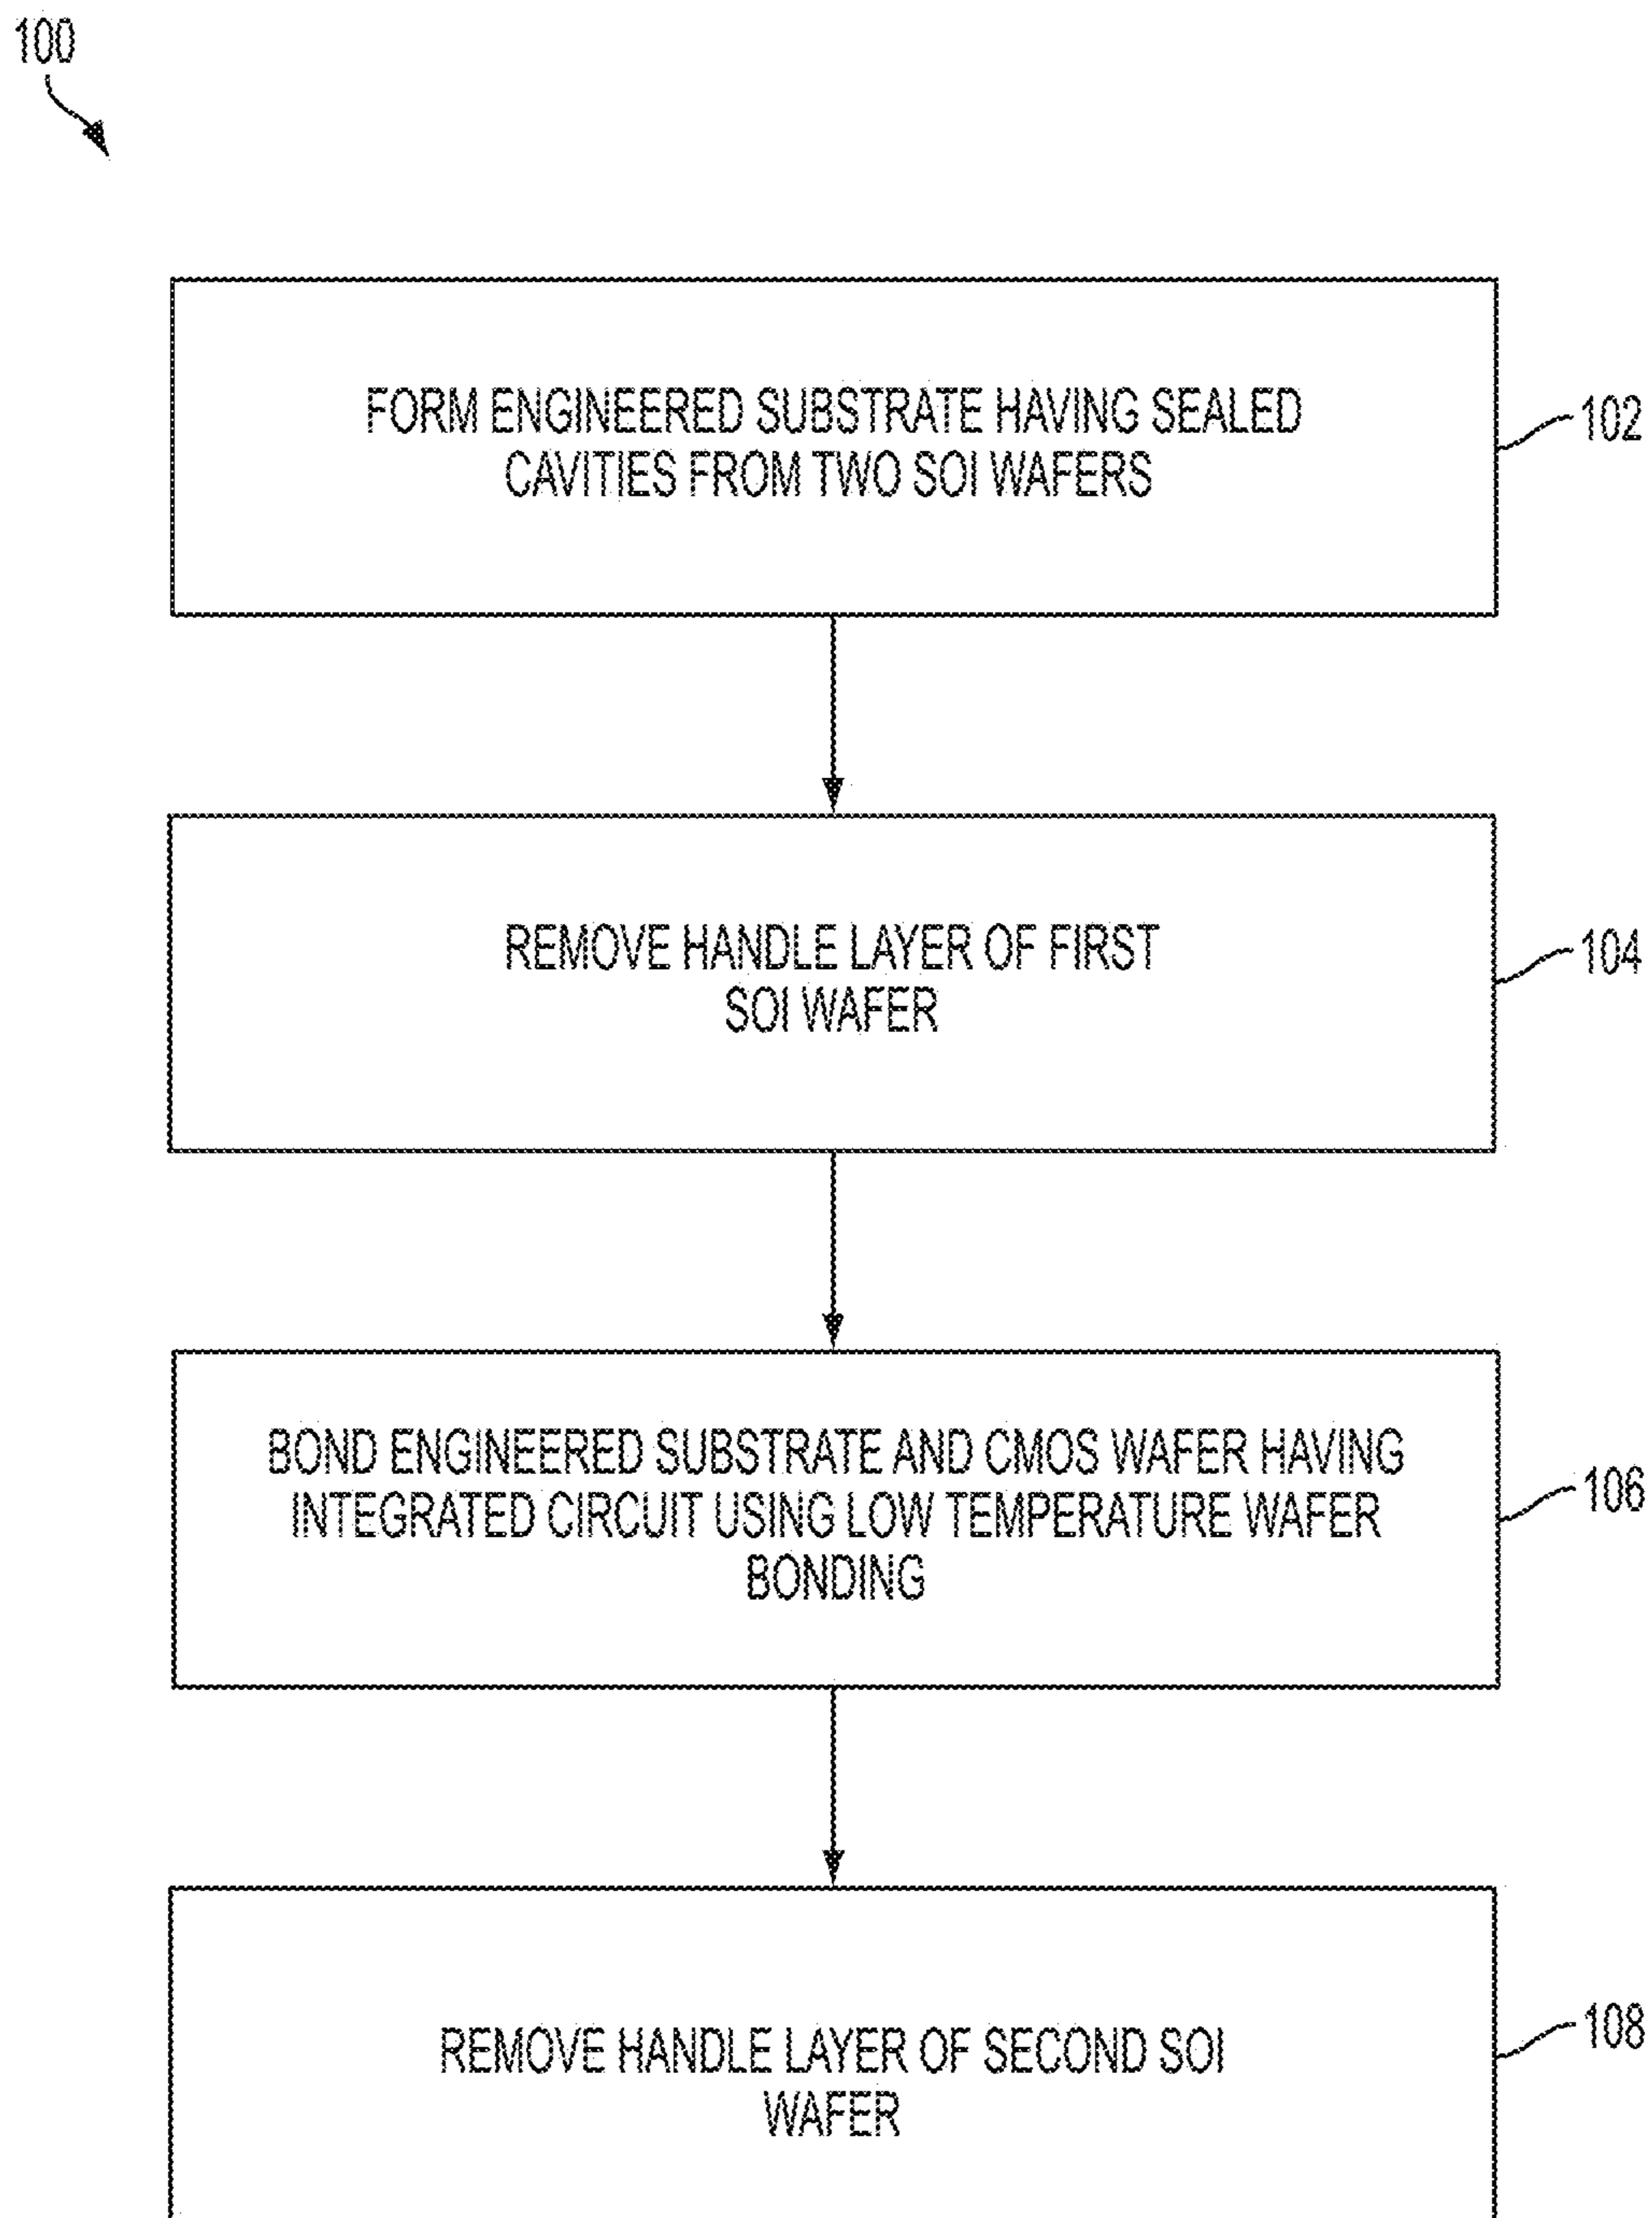 100
FORM ENGINEERED SUBSTRATE HAVING SEALED
CAVITIES FROM TWO SOI WAFERS
102
REMOVE HANDLE LAYER OF FIRST
SOI WAFER
104
BOND ENGINEERED SUBSTRATE AND CMOS WAFER HAVING
INTEGRATED CIRCUIT USING LOW TEMPERATURE WAFER
BONDING
106
REMOVE HANDLE LAYER OF SECOND SOI
WAFER
108